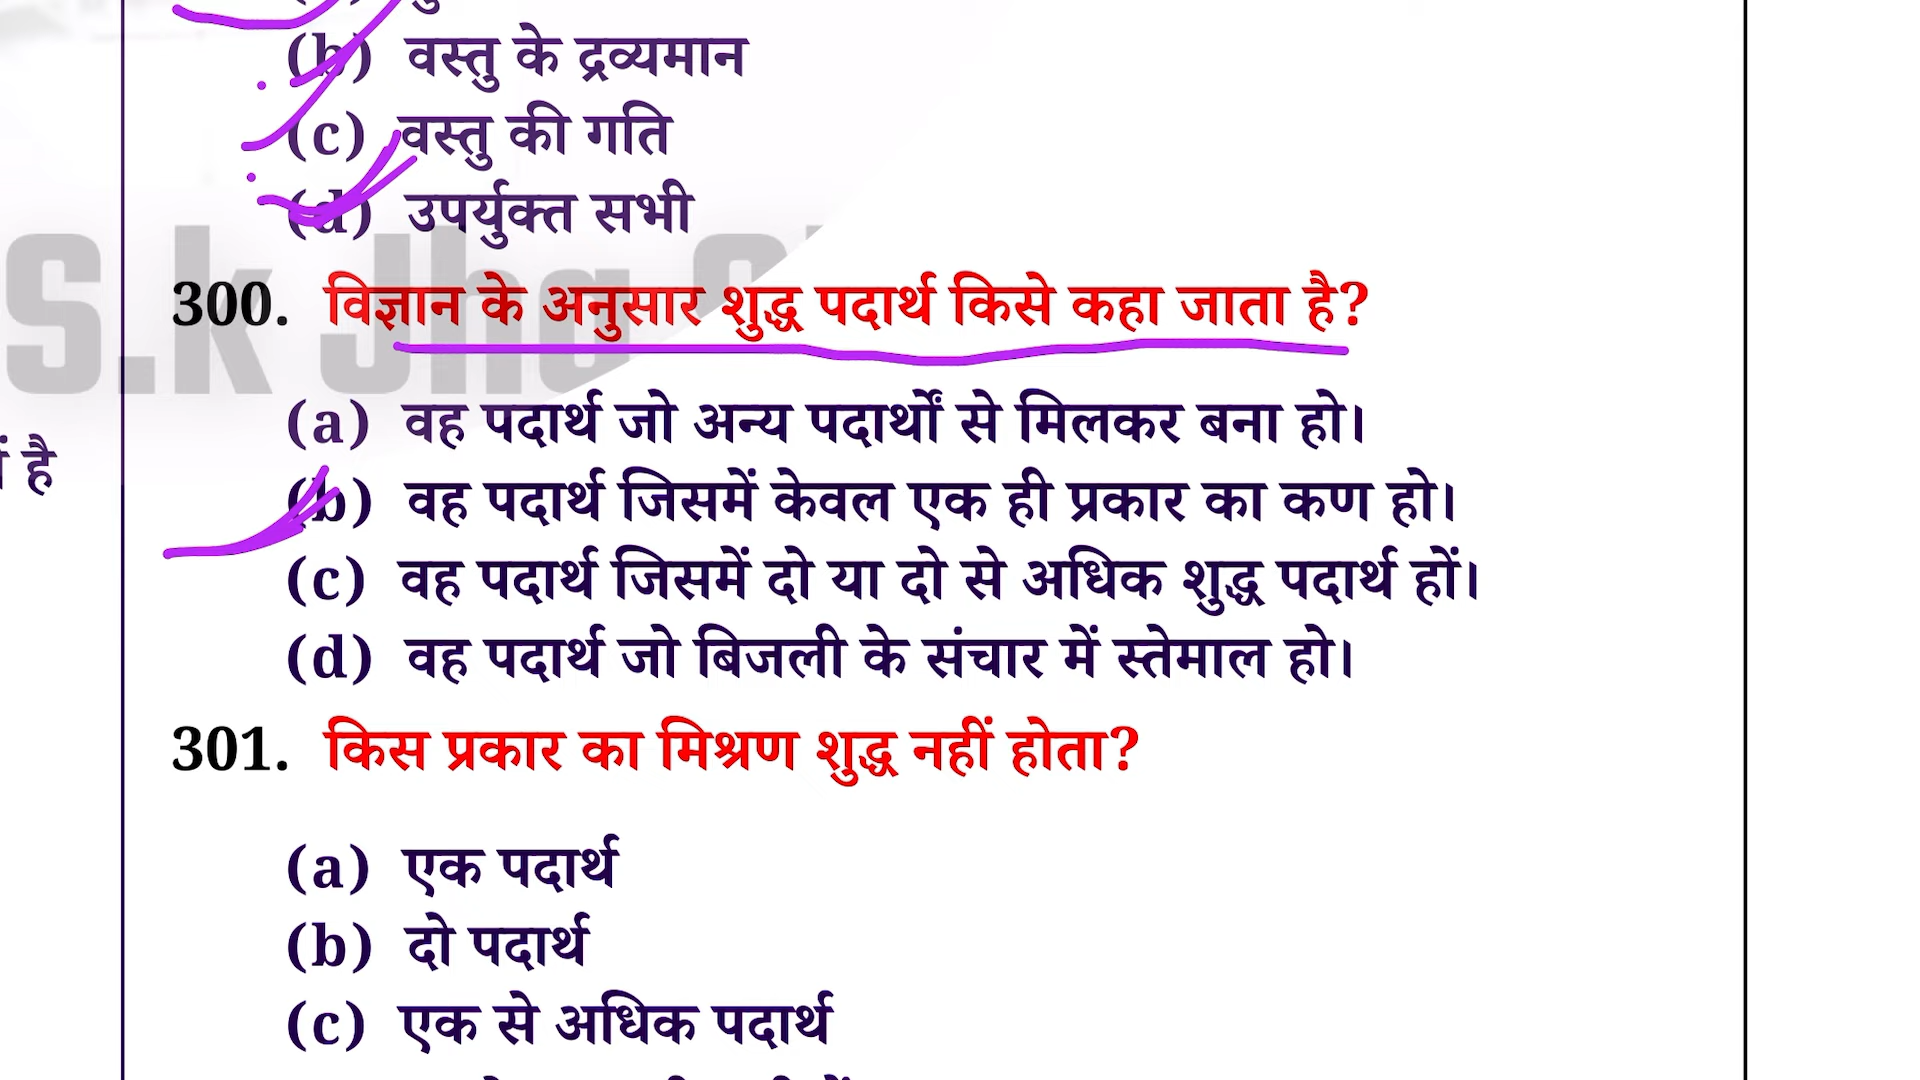 (b) वस्तु के द्रव्यमान
(c) वस्तु की गति
(d) उपर्युक्त सभी
S.k Jha
300. विज्ञान के अनुसार शुद्ध पदार्थ किसे कहा जाता है?
(a) वह पदार्थ जो अन्य पदार्थों से मिलकर बना हो।
है
(b) वह पदार्थ जिसमें केवल एक ही प्रकार का कण हो।
(c) वह पदार्थ जिसमें दो या दो से अधिक शुद्ध पदार्थ हों।
(d) वह पदार्थ जो बिजली के संचार में स्तेमाल हो।
301. किस प्रकार का मिश्रण शुद्ध नहीं होता?
(a) एक पदार्थ
(b) दो पदार्थ
(c) एक से अधिक पदार्थ